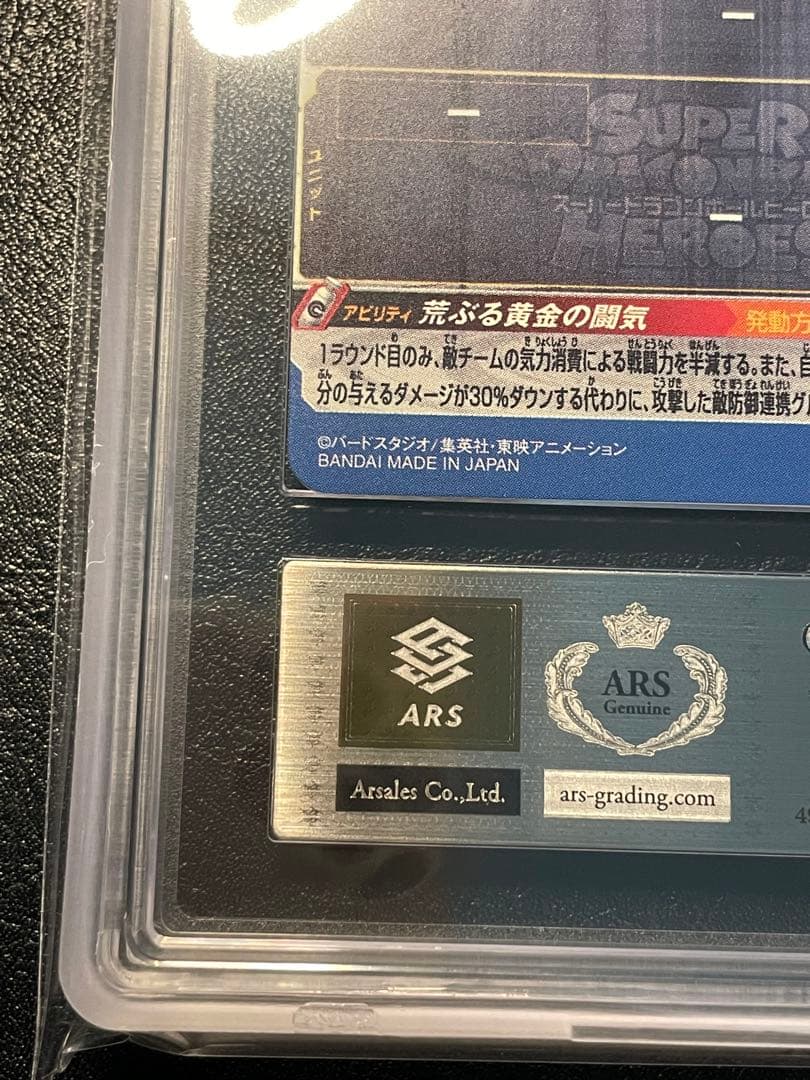 SUPER
スーパードラゴンボールヒーロ
HEROES
ユニット
アビリティ 荒ぶる黄金の闘気 発動方
1ラウンド目のみ、敵チームの気力消費による戦闘力を半減する。また、自
分の与えるダメージが30%ダウンする代わりに、攻撃した敵防御連携グル
©バードスタジオ/集英社・東映アニメーション
BANDAI MADE IN JAPAN
ARS
ARS
Genuine
Arsales Co.,Ltd.
ars-grading.com